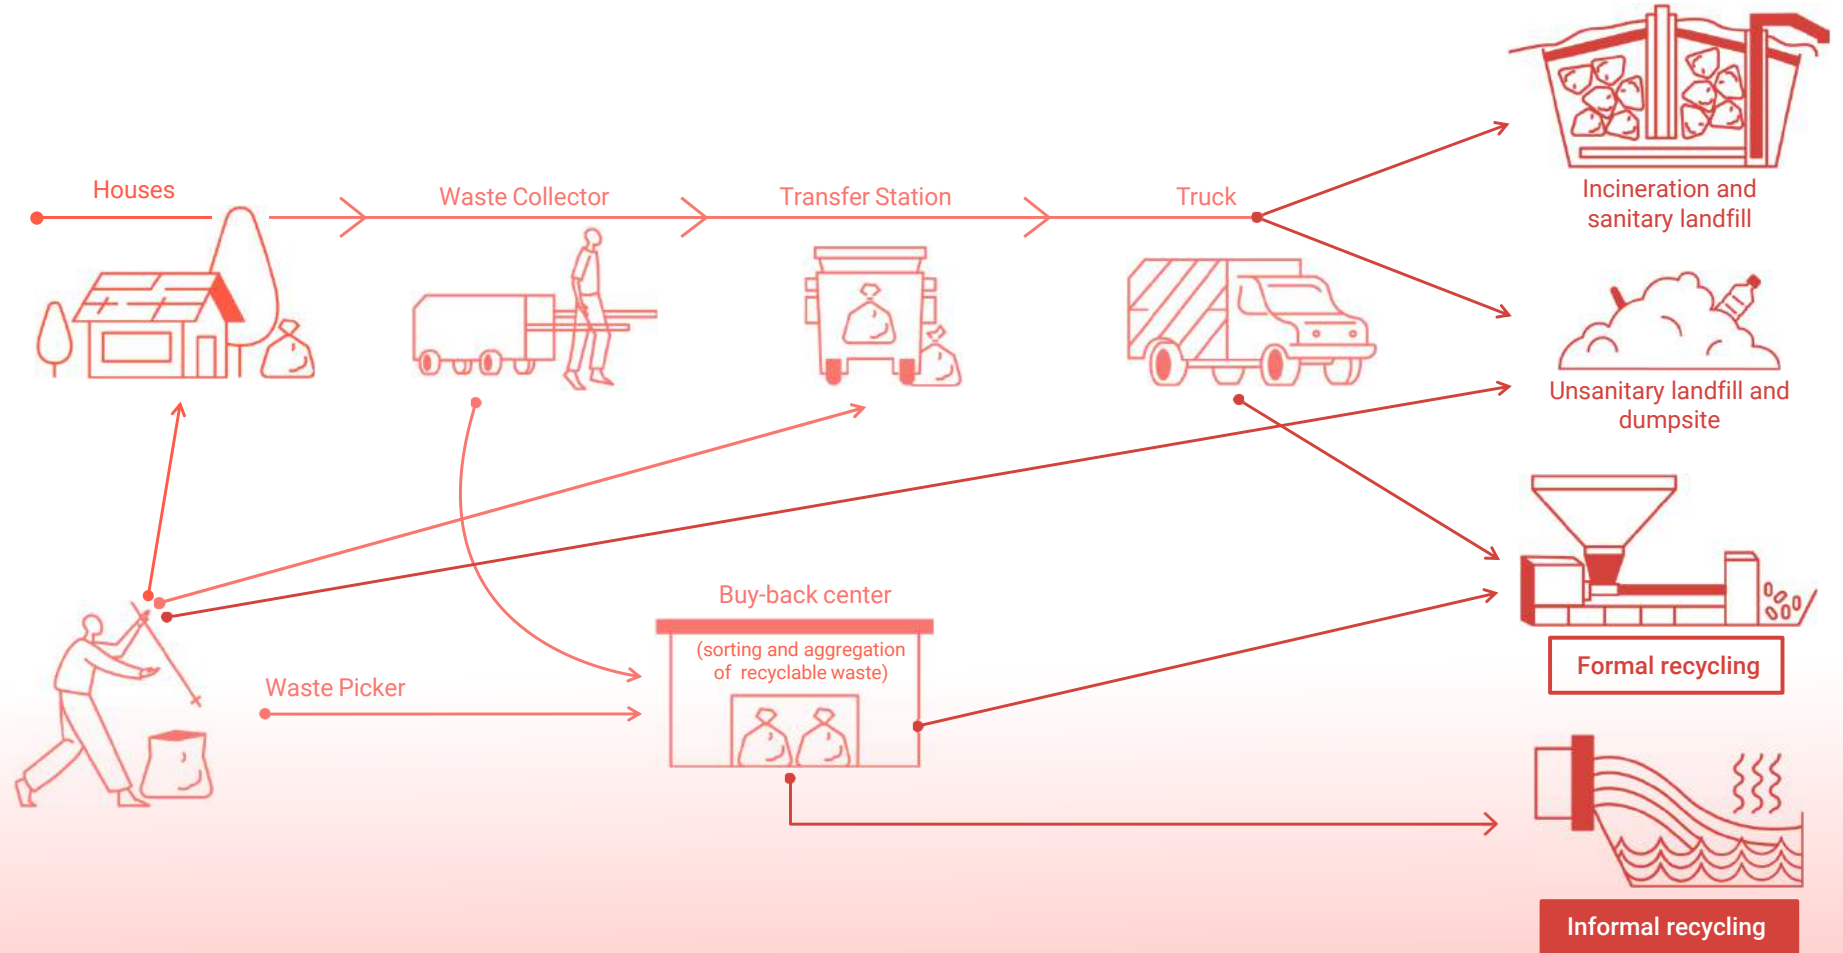 Houses
Waste Collector
Transfer Station
Truck
Incineration and
sanitary landfill
Unsanitary landfill and
dumpsite
Buy-back center
(sorting and aggregation
of recyclable waste)
Waste Picker
Formal recycling
Informal recycling